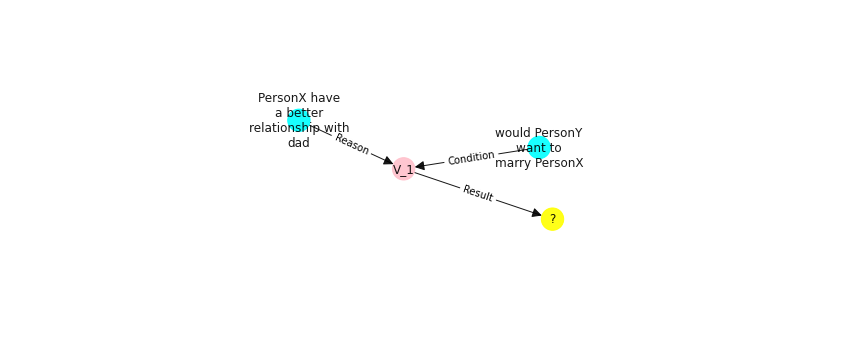 PersonX have
a better
relationship with
dad
Reason
would PersonY
want to
marry PersonX
Condition
V_1
Result
?